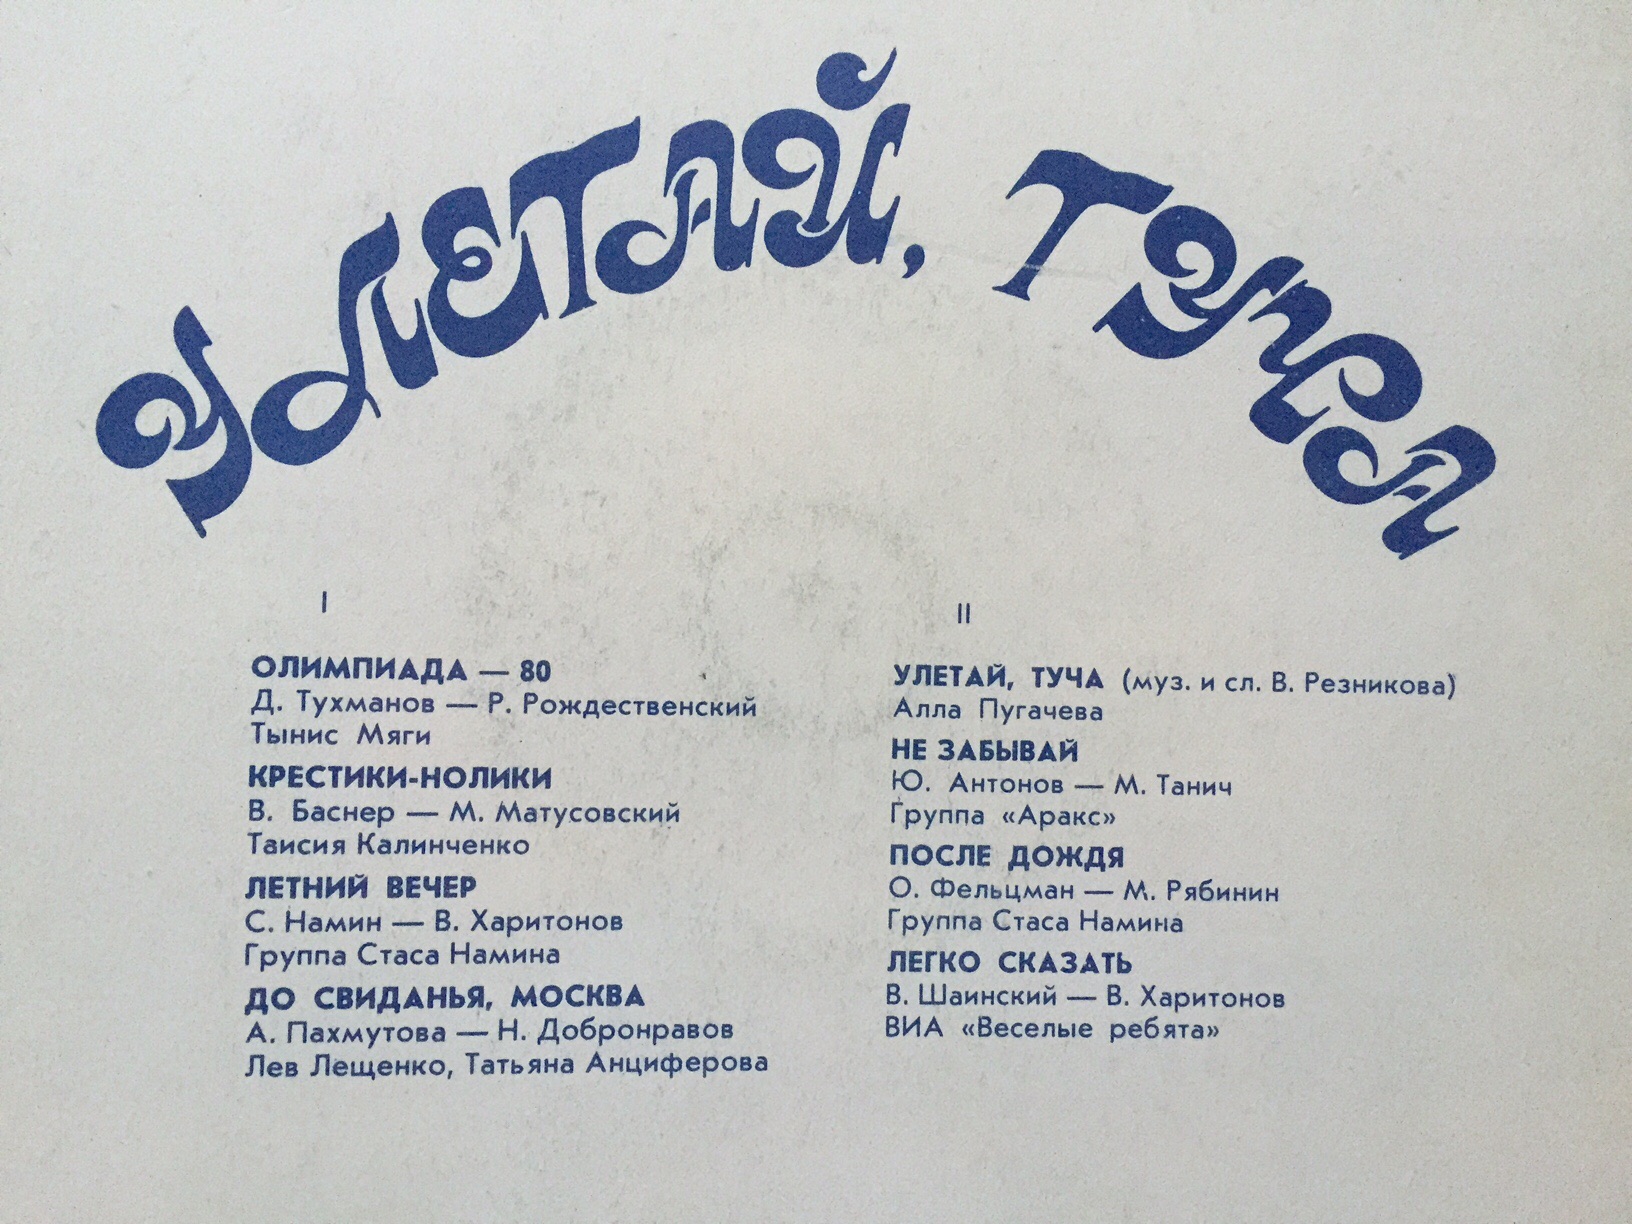 УЛЕТАЙ, ТУЧА
I
ОЛИМПИАДА — 80
Д. Тухманов — Р. Рождественский
Тынис Мяги
КРЕСТИКИ-НОЛИКИ
В. Баснер — М. Матусовский
Таисия Калинченко
ЛЕТНИЙ ВЕЧЕР
С. Намин — В. Харитонов
Группа Стаса Намина
ДО СВИДАНЬЯ, МОСКВА
А. Пахмутова — Н. Добронравов
Лев Лещенко, Татьяна Анциферова
II
УЛЕТАЙ, ТУЧА (муз. и сл. В. Резникова)
Алла Пугачева
НЕ ЗАБЫВАЙ
Ю. Антонов — М. Танич
Группа «Аракс»
ПОСЛЕ ДОЖДЯ
О. Фельцман — М. Рябинин
Группа Стаса Намина
ЛЕГКО СКАЗАТЬ
В. Шаинский — В. Харитонов
ВИА «Веселые ребята»